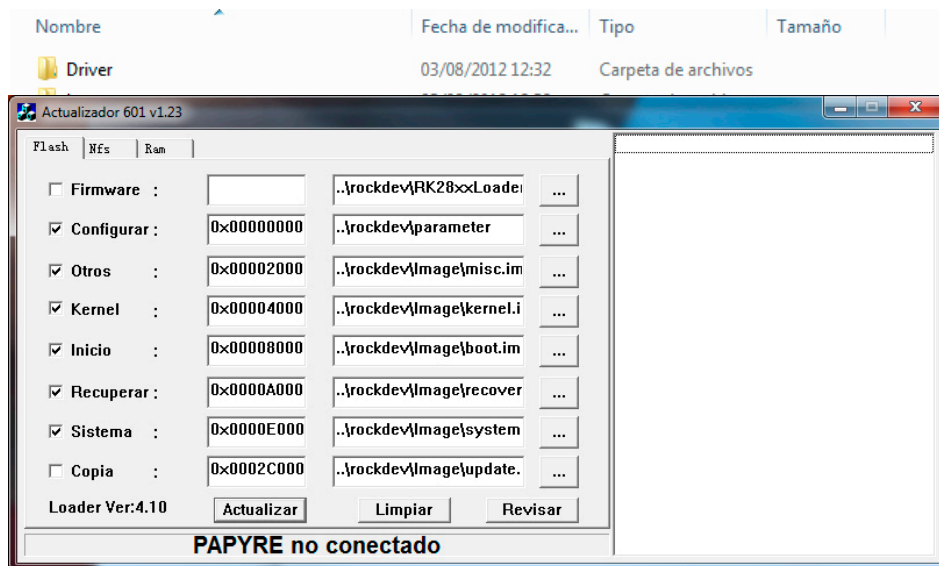 Nombre Fecha de modifica... Tipo Tamaño
Driver 03/08/2012 12:32 Carpeta de archivos
Actualizador 601 v1.23
Flash Nfs Ram
Firmware : ..\rockdev\RK28xxLoader ...
Configurar : 0x00000000 ..\rockdev\parameter ...
Otros : 0x00002000 ..\rockdev\Image\misc.im ...
Kernel : 0x00004000 ..\rockdev\Image\kernel.i ...
Inicio : 0x00008000 ..\rockdev\Image\boot.im ...
Recuperar : 0x0000A000 ..\rockdev\Image\recover ...
Sistema : 0x0000E000 ..\rockdev\Image\system ...
Copia : 0x0002C000 ..\rockdev\Image\update. ...
Loader Ver:4.10 Actualizar Limpiar Revisar
PAPYRE no conectado